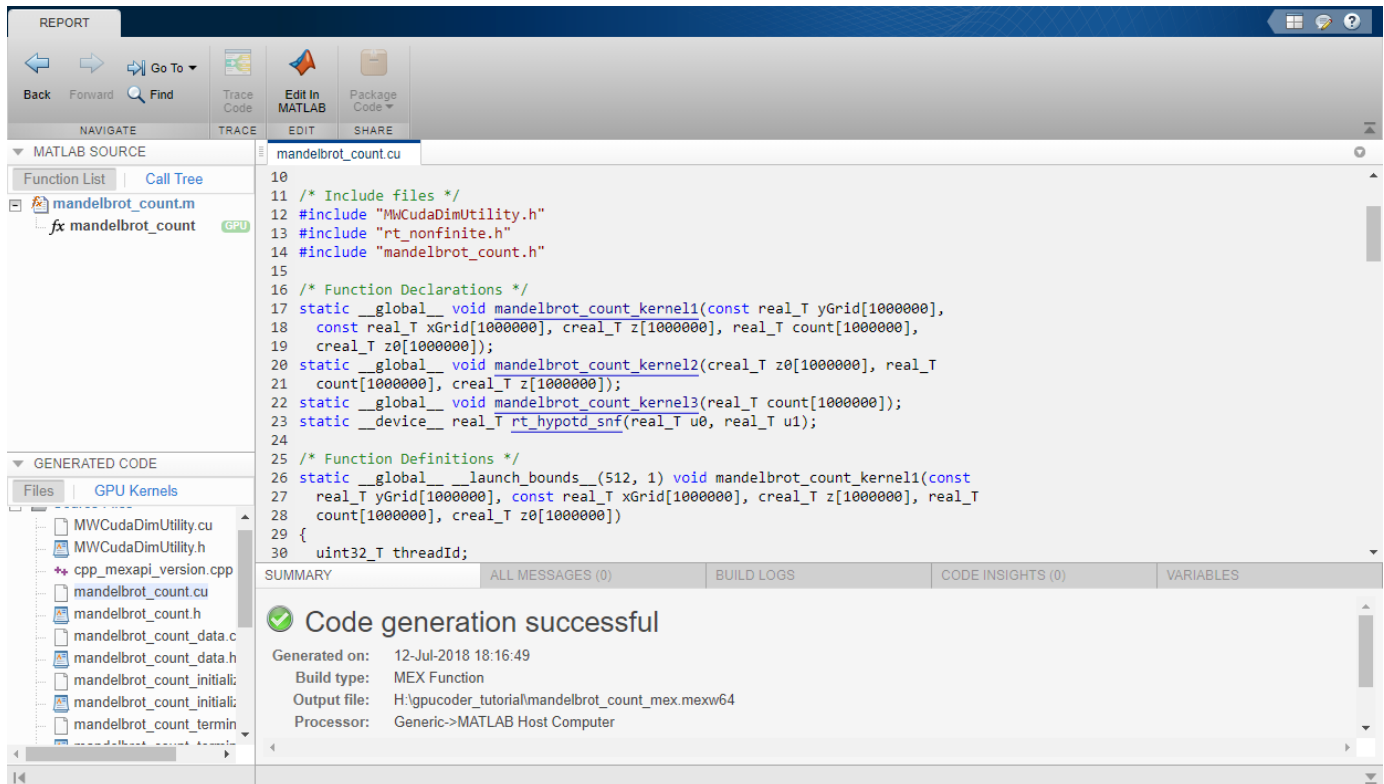 REPORT
Back
Forward
Go To
Find
Trace Code
Edit In MATLAB
Package Code
NAVIGATE
TRACE
EDIT
SHARE
MATLAB SOURCE
Function List
Call Tree
mandelbrot_count.m
fx mandelbrot_count GPU
GENERATED CODE
Files
GPU Kernels
MWCudaDimUtility.cu
MWCudaDimUtility.h
cpp_mexapi_version.cpp
mandelbrot_count.cu
mandelbrot_count.h
mandelbrot_count_data.c
mandelbrot_count_data.h
mandelbrot_count_initializ
mandelbrot_count_initializ
mandelbrot_count_termin
mandelbrot_count.cu
10
11 /* Include files */
12 #include "MWCudaDimUtility.h"
13 #include "rt_nonfinite.h"
14 #include "mandelbrot_count.h"
15
16 /* Function Declarations */
17 static __global__ void mandelbrot_count_kernel1(const real_T yGrid[1000000],
18   const real_T xGrid[1000000], creal_T z[1000000], real_T count[1000000],
19   creal_T z0[1000000]);
20 static __global__ void mandelbrot_count_kernel2(creal_T z0[1000000], real_T
21   count[1000000], creal_T z[1000000]);
22 static __global__ void mandelbrot_count_kernel3(real_T count[1000000]);
23 static __device__ real_T rt_hypotd_snf(real_T u0, real_T u1);
24
25 /* Function Definitions */
26 static __global__ __launch_bounds__(512, 1) void mandelbrot_count_kernel1(const
27   real_T yGrid[1000000], const real_T xGrid[1000000], creal_T z[1000000], real_T
28   count[1000000], creal_T z0[1000000])
29 {
30   uint32_T threadId;
SUMMARY
ALL MESSAGES (0)
BUILD LOGS
CODE INSIGHTS (0)
VARIABLES
Code generation successful
Generated on: 12-Jul-2018 18:16:49
Build type: MEX Function
Output file: H:\gpucoder_tutorial\mandelbrot_count_mex.mexw64
Processor: Generic->MATLAB Host Computer